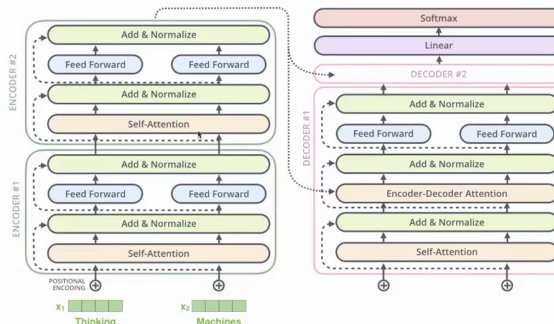 ENCODER #2
Add & Normalize
Feed Forward
Feed Forward
Add & Normalize
Self-Attention
ENCODER #1
Add & Normalize
Feed Forward
Feed Forward
Add & Normalize
Self-Attention
POSITIONAL
ENCODING
x1
x2
Thinking
Machines
Softmax
Linear
DECODER #2
DECODER #1
Add & Normalize
Feed Forward
Feed Forward
Add & Normalize
Encoder-Decoder Attention
Add & Normalize
Self-Attention